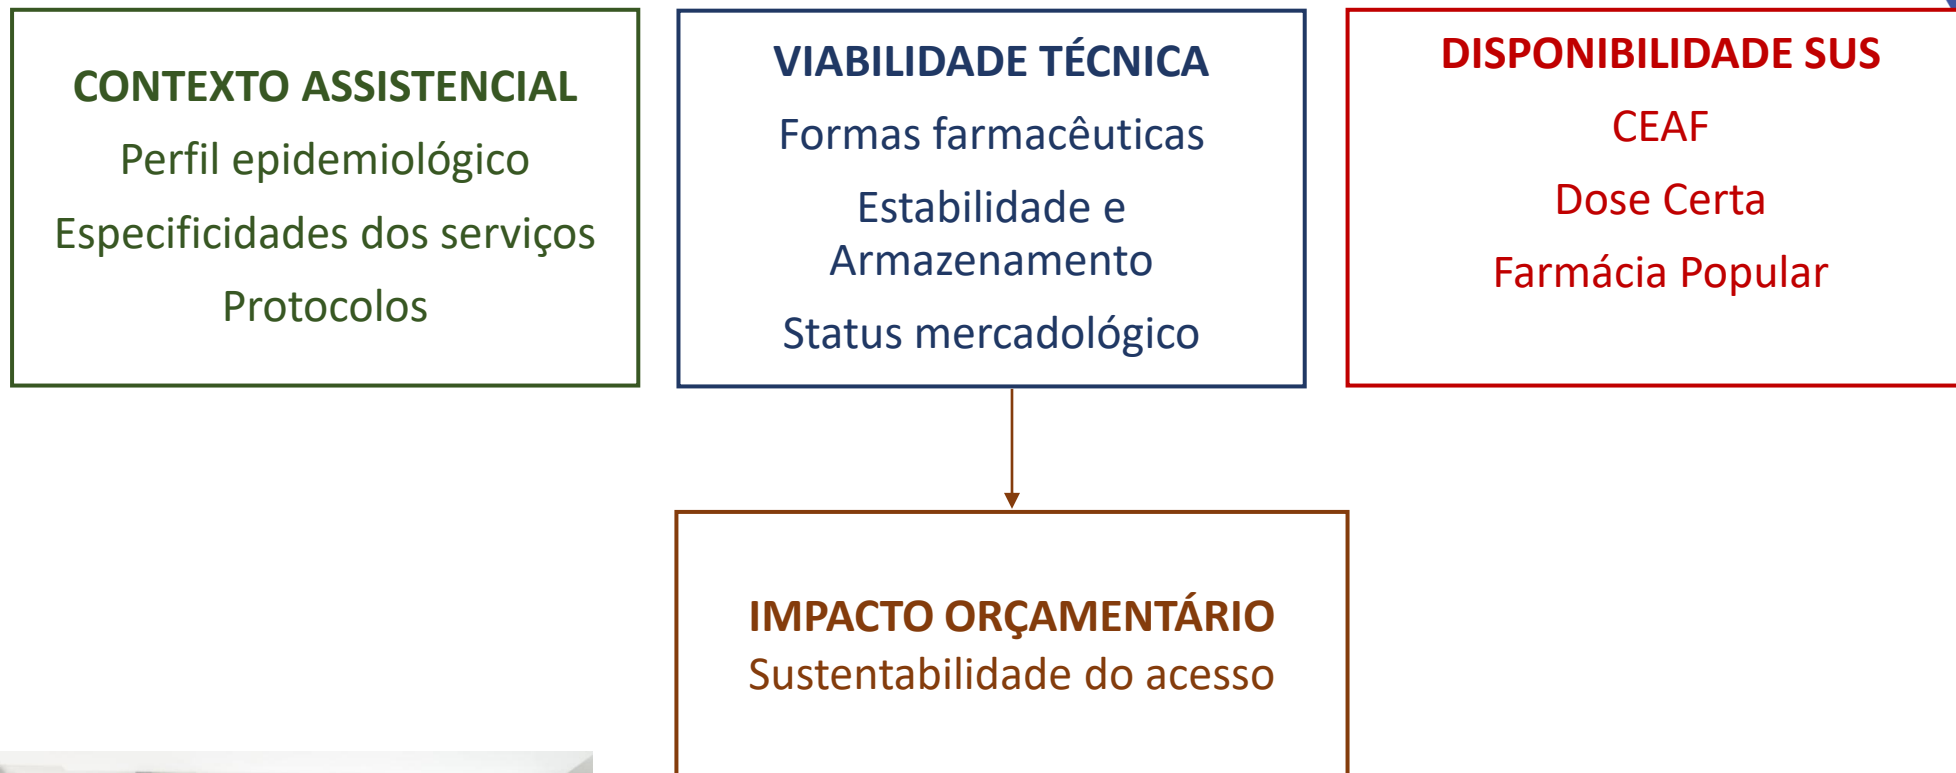 CONTEXTO ASSISTENCIAL
Perfil epidemiológico
Especificidades dos serviços
Protocolos
VIABILIDADE TÉCNICA
Formas farmacêuticas
Estabilidade e
Armazenamento
Status mercadológico
DISPONIBILIDADE SUS
CEAF
Dose Certa
Farmácia Popular
IMPACTO ORÇAMENTÁRIO
Sustentabilidade do acesso